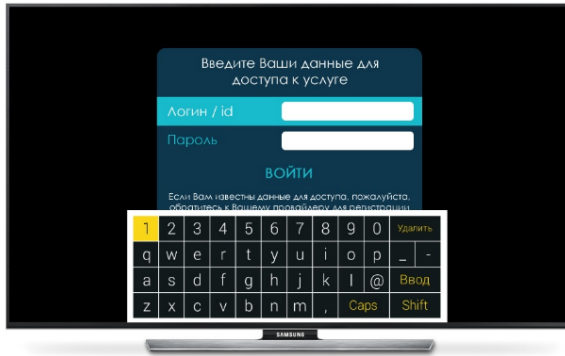 Введите Ваши данные для
доступа к услуге
Логин / id
Пароль
ВОЙТИ
Если Вам известны данные для доступа, пожалуйста,
обратитесь к Вашему провайдеру для регистрации
1 2 3 4 5 6 7 8 9 0 Удалить
q w e r t y u i o p _ -
a s d f g h j k l @ Ввод
z x c v b n m , Caps Shift
SAMSUNG